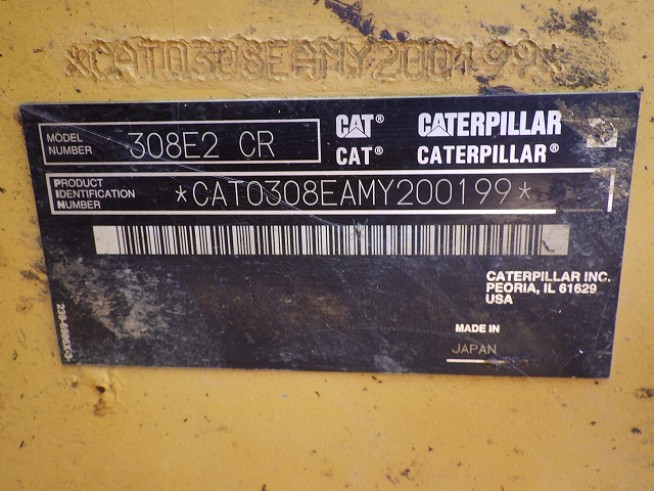 *CAT0308EAMY200199*
MODEL NUMBER 308E2 CR
CAT® CATERPILLAR
CAT® CATERPILLAR®
PRODUCT IDENTIFICATION NUMBER *CAT0308EAMY200199*
CATERPILLAR INC.
PEORIA, IL 61629
USA
MADE IN
JAPAN